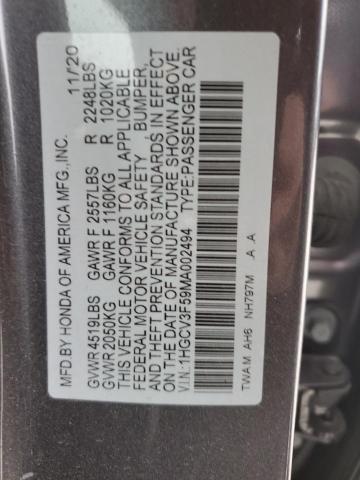 MFD BY HONDA OF AMERICA MFG., INC. 11/20
GVWR 4519LBS GAWR F 2557LBS R 2248LBS
GVWR 2050KG GAWR F 1160KG R 1020KG
THIS VEHICLE CONFORMS TO ALL APPLICABLE
FEDERAL MOTOR VEHICLE SAFETY BUMPER,
AND THEFT PREVENTION STANDARDS IN EFFECT
ON THE DATE OF MANUFACTURE SHOWN ABOVE.
V.I.N.: 1HGCV3F59MA002494 TYPE: PASSENGER CAR
TWAM AH6 NH797M .A .A